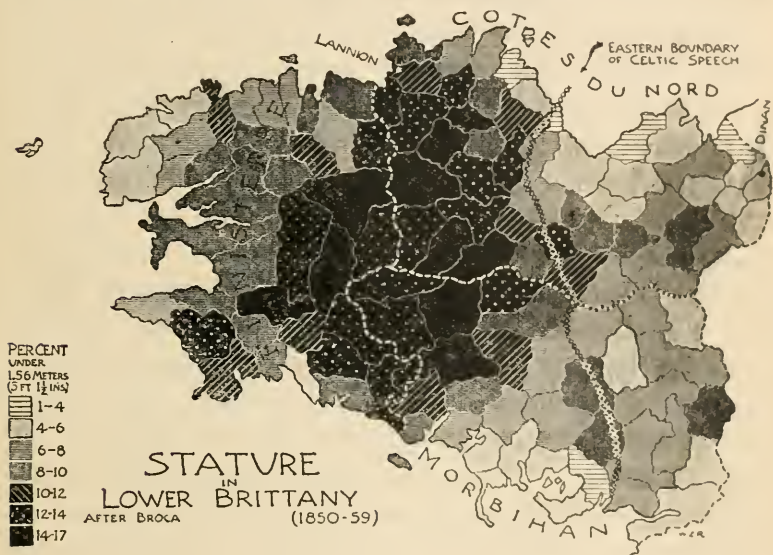 COTES DU NORD
LANNION
EASTERN BOUNDARY
OF CELTIC SPEECH
DINAN
PERCENT
UNDER
1.56 METERS
(5 FT 1½ INS)
1-4
4-6
6-8
8-10
10-12
12-14
14-17
STATURE
IN
LOWER BRITTANY
AFTER BROCA (1850-59)
MORBIHAN